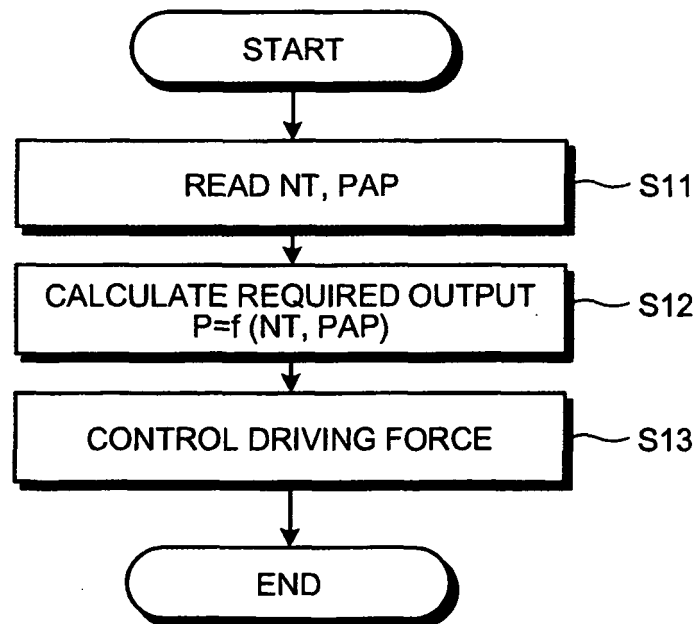 START
READ NT, PAP
S11
CALCULATE REQUIRED OUTPUT
P=f (NT, PAP)
S12
CONTROL DRIVING FORCE
S13
END